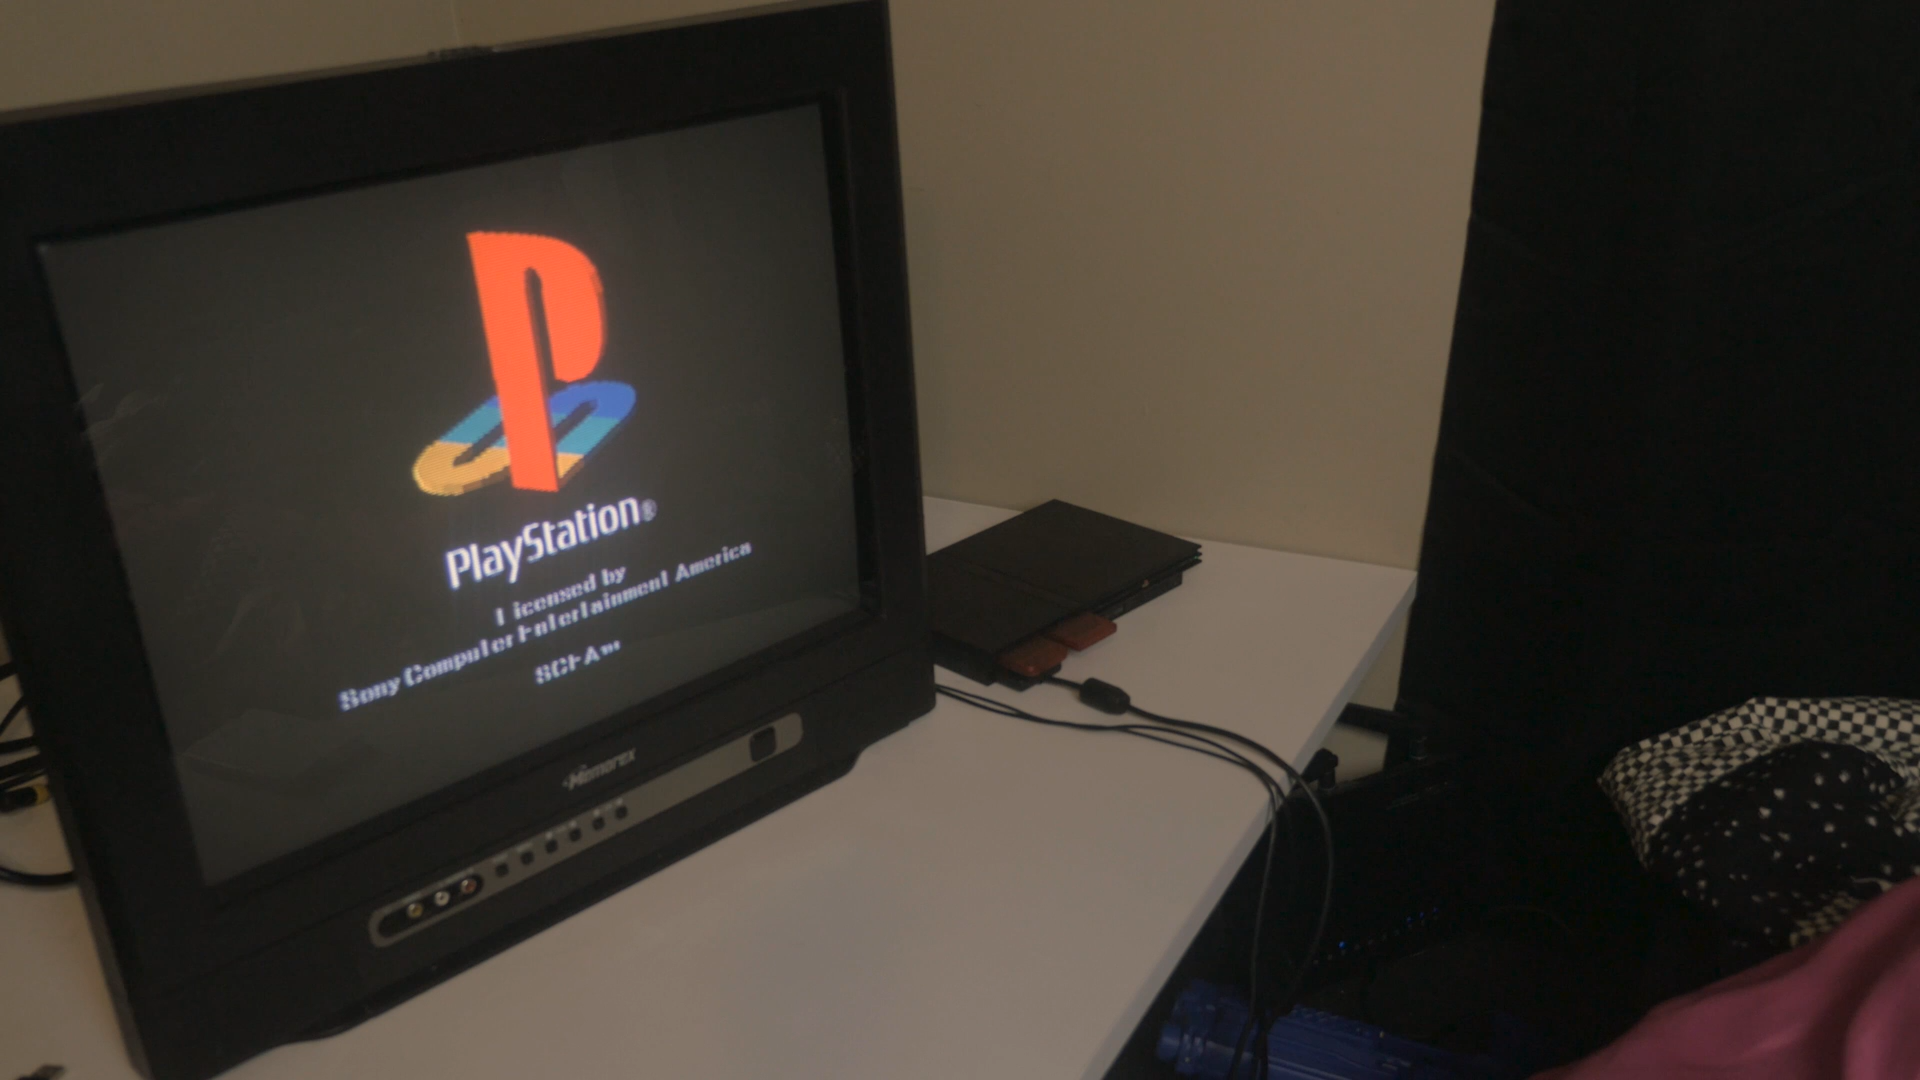 PlayStation®
Licensed by
Sony Computer Entertainment America
SCEA™
Memorex